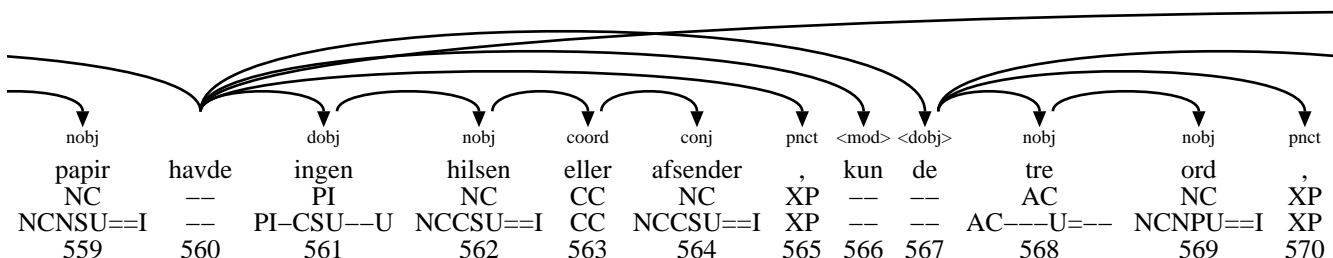 nobj dobj nobj coord conj pnct <mod> <dobj> nobj nobj pnct
papir havde ingen hilsen eller afsender , kun de tre ord ,
NC −− PI NC CC NC XP −− −− AC NC XP
NCNSU==I −− PI−CSU−−U NCCSU==I CC NCCSU==I XP −− −− AC−−−U=−− NCNPU==I XP
559 560 561 562 563 564 565 566 567 568 569 570